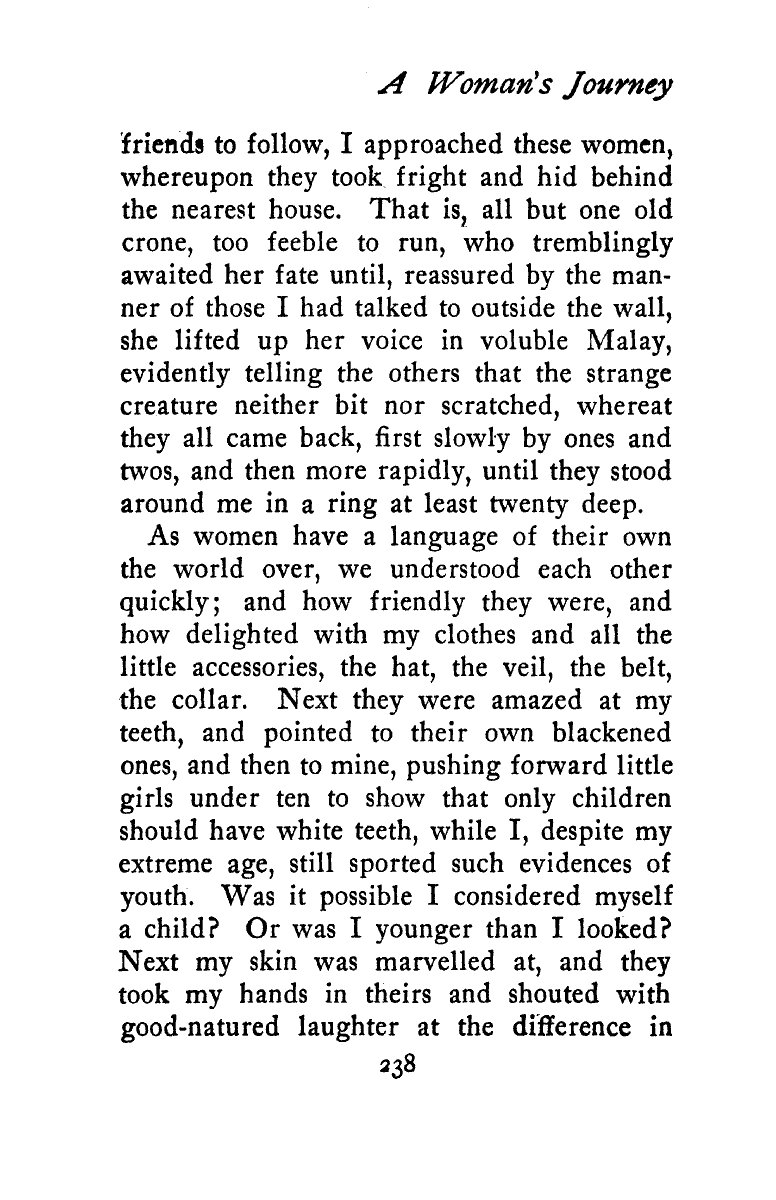 A Woman's Journey
friends to follow, I approached these women,
whereupon they took fright and hid behind
the nearest house. That is, all but one old
crone, too feeble to run, who tremblingly
awaited her fate until, reassured by the man-
ner of those I had talked to outside the wall,
she lifted up her voice in voluble Malay,
evidently telling the others that the strange
creature neither bit nor scratched, whereat
they all came back, first slowly by ones and
twos, and then more rapidly, until they stood
around me in a ring at least twenty deep.
As women have a language of their own
the world over, we understood each other
quickly; and how friendly they were, and
how delighted with my clothes and all the
little accessories, the hat, the veil, the belt,
the collar. Next they were amazed at my
teeth, and pointed to their own blackened
ones, and then to mine, pushing forward little
girls under ten to show that only children
should have white teeth, while I, despite my
extreme age, still sported such evidences of
youth. Was it possible I considered myself
a child? Or was I younger than I looked?
Next my skin was marvelled at, and they
took my hands in theirs and shouted with
good-natured laughter at the difference in
238